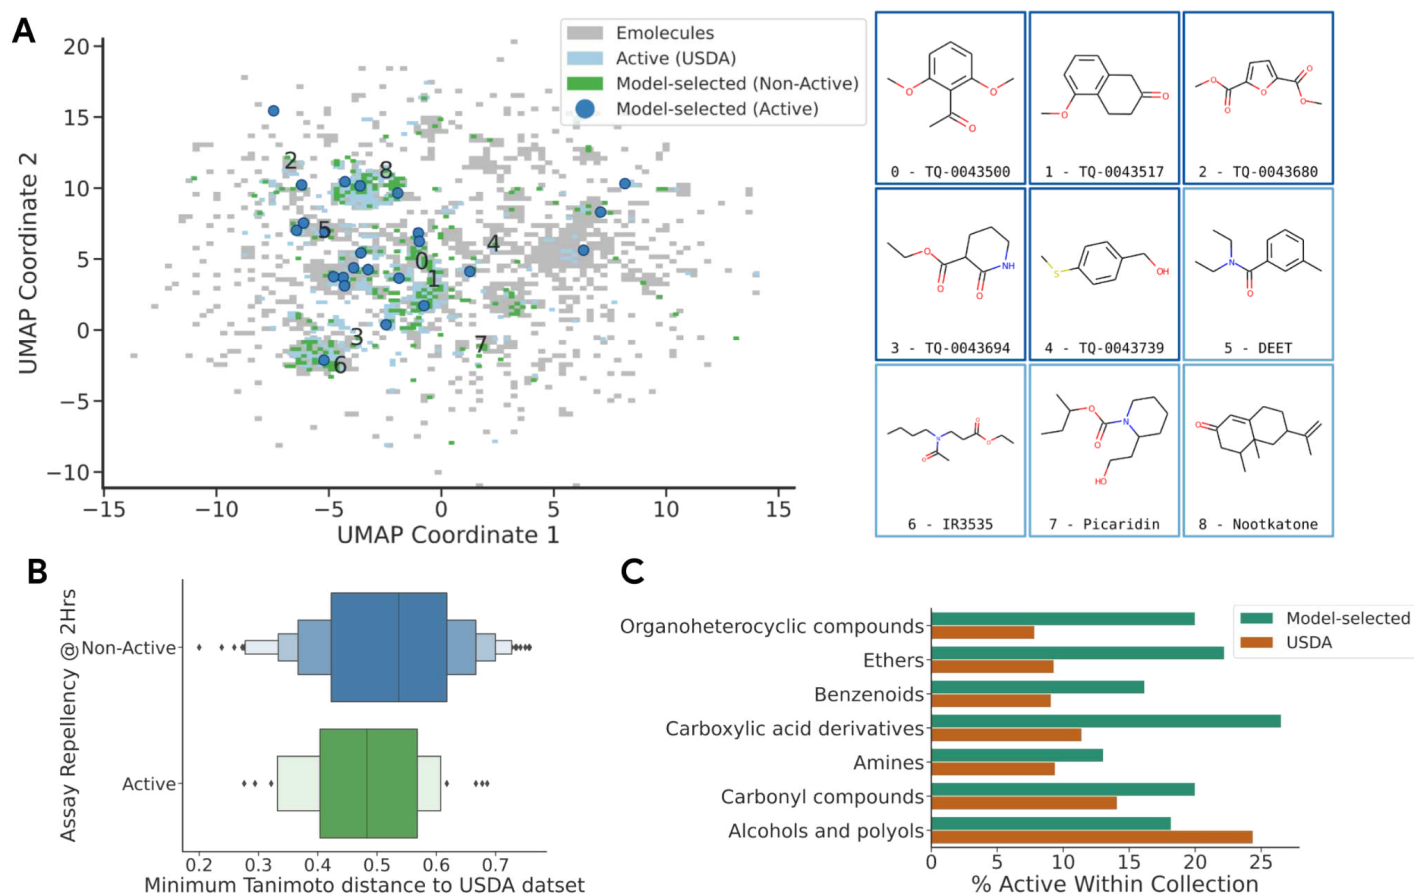 A
Emolecules
Active (USDA)
Model-selected (Non-Active)
Model-selected (Active)
UMAP Coordinate 2
20
15
10
5
0
−5
−10
2
8
5
4
0
1
3
7
6
−15
−10
−5
0
5
10
15
UMAP Coordinate 1
O
O
O
0 - TQ-0043500
O
O
1 - TQ-0043517
O
O
O
O
O
2 - TQ-0043680
O
O
NH
O
3 - TQ-0043694
S
OH
4 - TQ-0043739
N
O
5 - DEET
N
O
6 - IR3535
O
N
O
HO
7 - Picaridin
O
8 - Nootkatone
B
Assay Repellency @ 2Hrs
Non-Active
Active
0.2
0.3
0.4
0.5
0.6
0.7
Minimum Tanimoto distance to USDA datset
C
Model-selected
USDA
Organoheterocyclic compounds
Ethers
Benzenoids
Carboxylic acid derivatives
Amines
Carbonyl compounds
Alcohols and polyols
0
5
10
15
20
25
% Active Within Collection